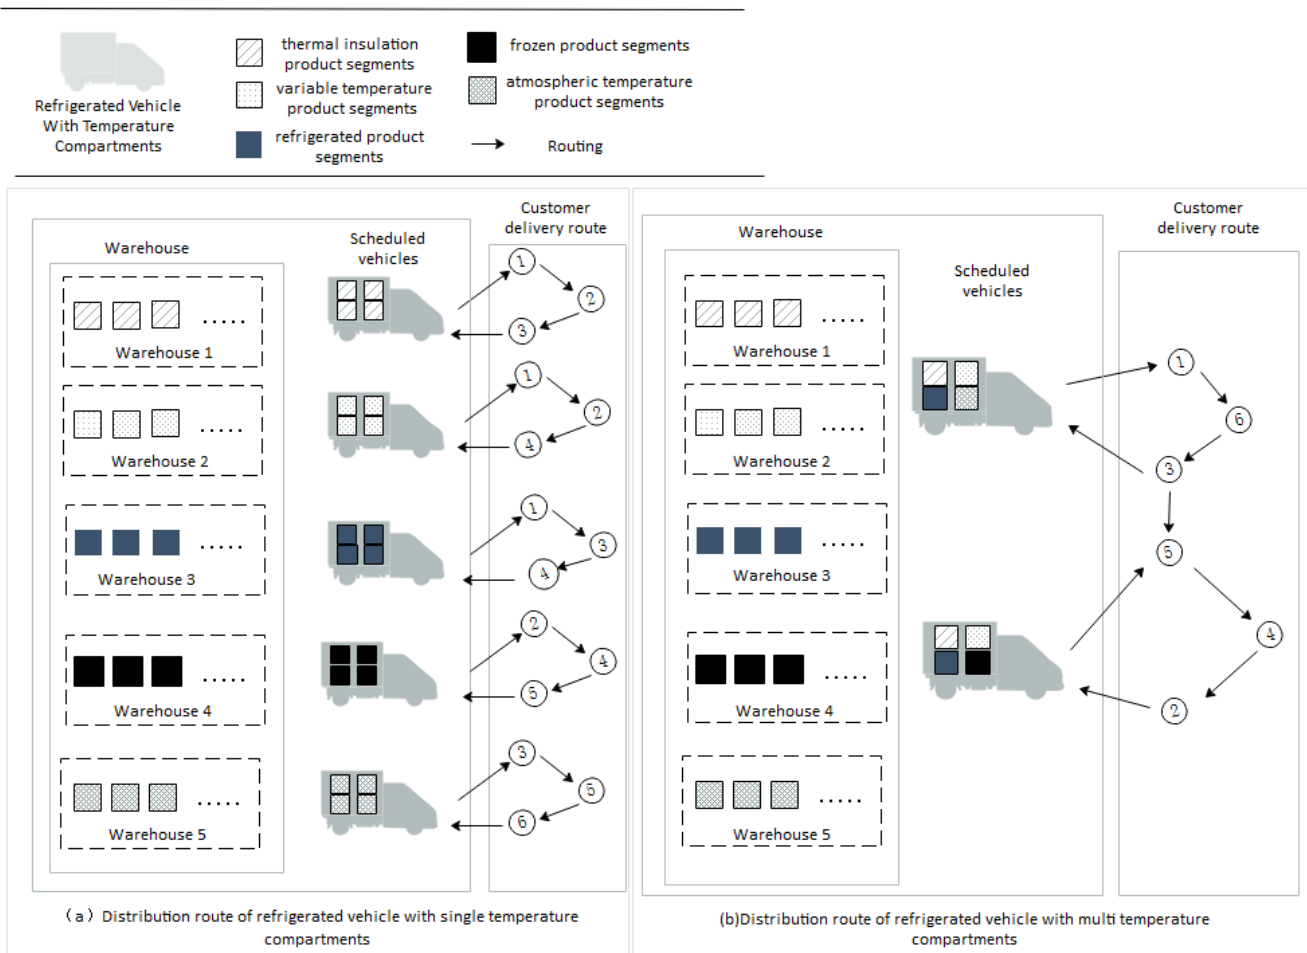 Refrigerated Vehicle
With Temperature
Compartments
thermal insulation
product segments
variable temperature
product segments
refrigerated product
segments
frozen product segments
atmospheric temperature
product segments
Routing
Warehouse
Scheduled
vehicles
Customer
delivery route
.....
Warehouse 1
.....
Warehouse 2
.....
Warehouse 3
.....
Warehouse 4
.....
Warehouse 5
1
2
3
1
2
4
1
3
4
2
4
5
3
5
6
(a) Distribution route of refrigerated vehicle with single temperature
compartments
Warehouse
Scheduled
vehicles
Customer
delivery route
.....
Warehouse 1
.....
Warehouse 2
.....
Warehouse 3
.....
Warehouse 4
.....
Warehouse 5
1
6
3
5
4
2
(b)Distribution route of refrigerated vehicle with multi temperature
compartments